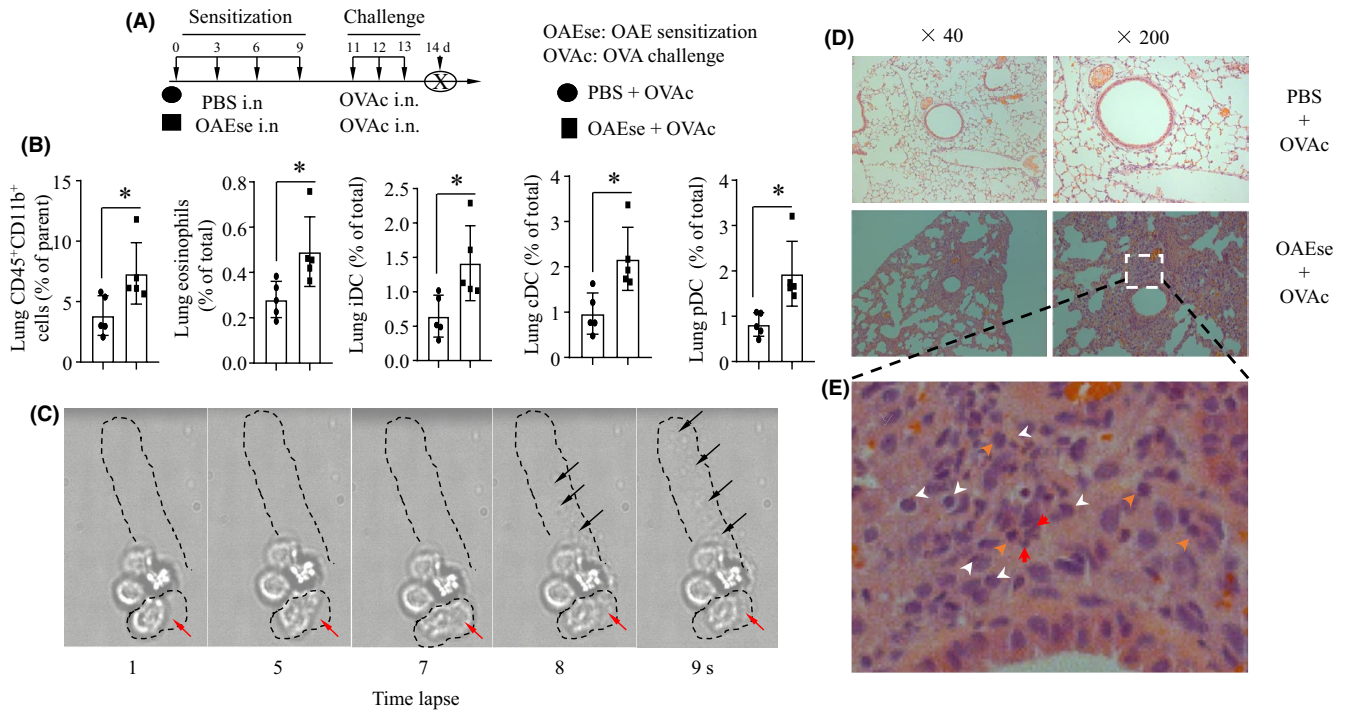 (A)
Sensitization
Challenge
0 3 6 9 11 12 13 14 d
X
PBS i.n.
OVAc i.n.
OAEse i.n
OVAc i.n.
OAEse: OAE sensitization
OVAc: OVA challenge
PBS + OVAc
OAEse + OVAc
(B)
Lung CD45+CD11b+
cells (% of parent)
15
10
5
0
*
Lung eosinophils
(% of total)
0.8
0.6
0.4
0.2
0.0
*
Lung iDC (% of total)
2.5
2.0
1.5
1.0
0.5
0.0
*
Lung cDC (% of total)
4
3
2
1
0
*
Lung pDC (% of total)
4
3
2
1
0
*
(C)
1 5 7 8 9 s
Time lapse
(D)
× 40 × 200
PBS
+
OVAc
OAEse
+
OVAc
(E)